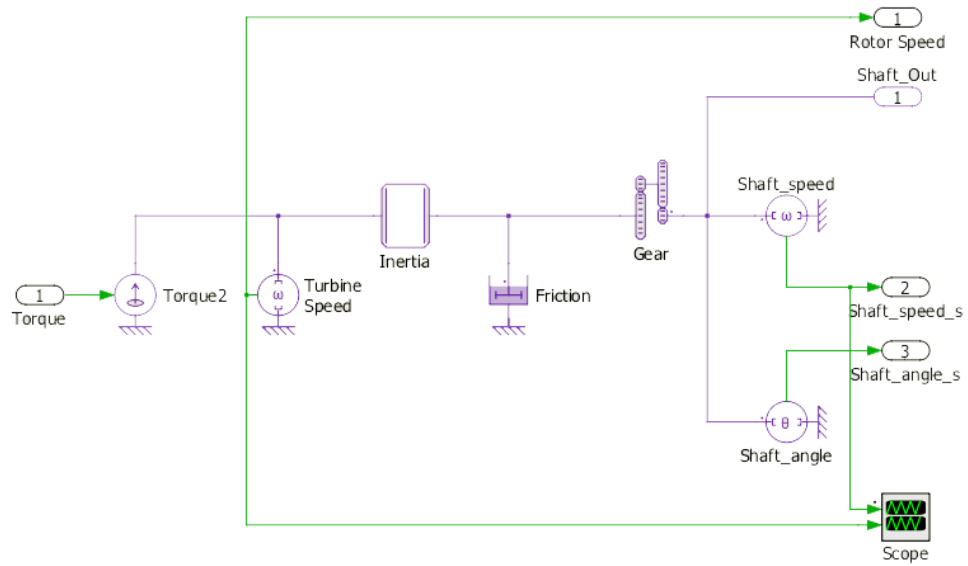 1
Rotor Speed
Shaft_Out
1
Shaft_speed
ω
Gear
Inertia
1
Torque
Torque2
ω
Turbine
Speed
Friction
2
Shaft_speed_s
3
Shaft_angle_s
θ
Shaft_angle
Scope